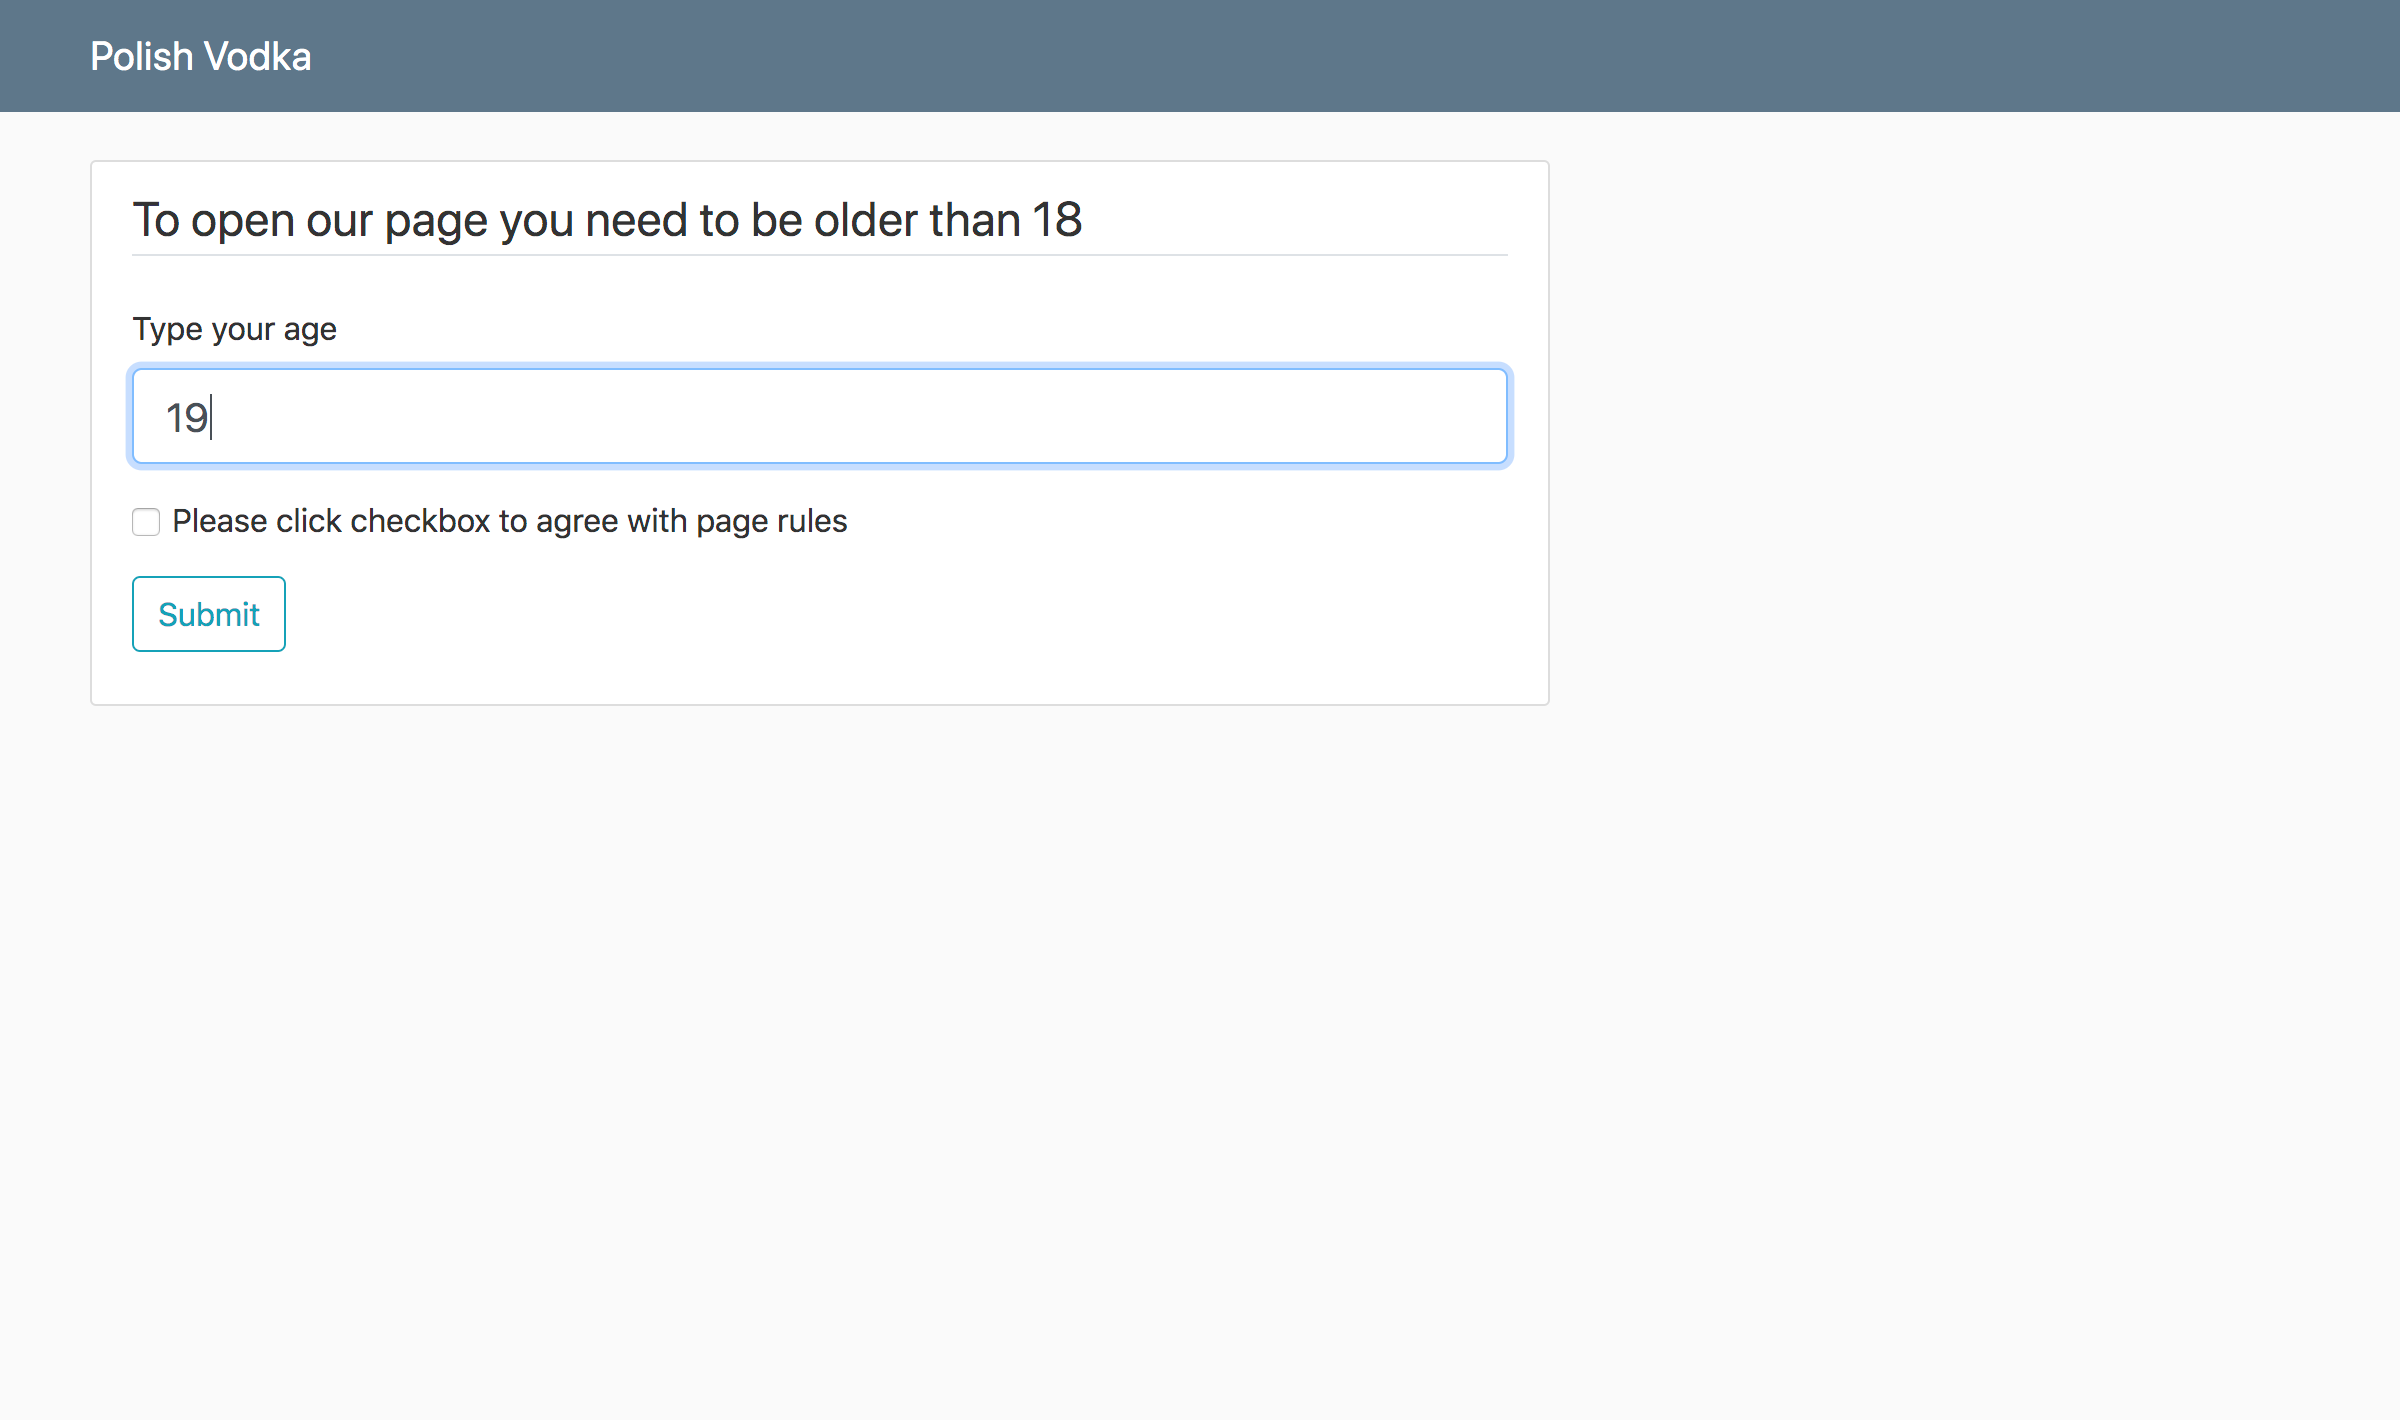 Polish Vodka
To open our page you need to be older than 18
Type your age
19
Please click checkbox to agree with page rules
Submit